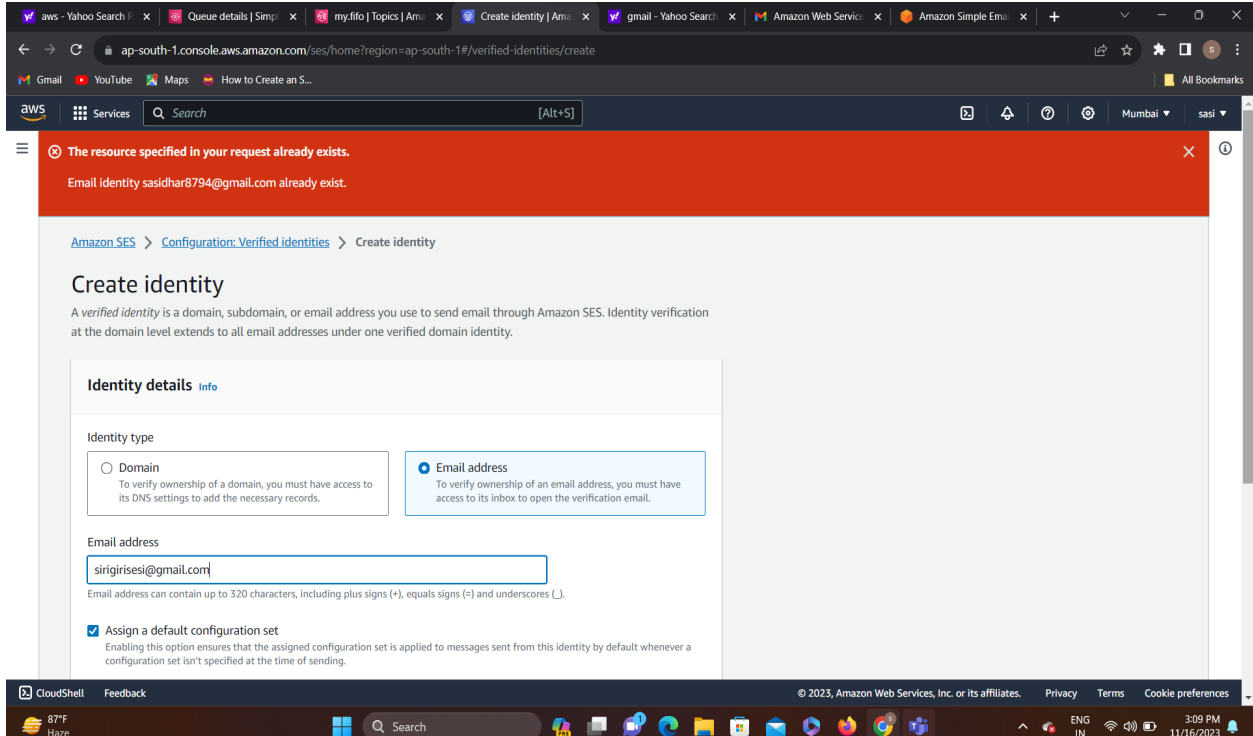 aws - Yahoo Search R
Queue details | Simpl
my.fifo | Topics | Ama
Create identity | Ama
gmail - Yahoo Search
Amazon Web Service
Amazon Simple Emai
ap-south-1.console.aws.amazon.com/ses/home?region=ap-south-1#/verified-identities/create
S
Gmail YouTube Maps How to Create an S... All Bookmarks
aws Services Search [Alt+S] Mumbai sasi
The resource specified in your request already exists.
Email identity sasidhar8794@gmail.com already exist.
Amazon SES > Configuration: Verified identities > Create identity
Create identity
A verified identity is a domain, subdomain, or email address you use to send email through Amazon SES. Identity verification
at the domain level extends to all email addresses under one verified domain identity.
Identity details Info
Identity type
Domain
To verify ownership of a domain, you must have access to
its DNS settings to add the necessary records.
Email address
To verify ownership of an email address, you must have
access to its inbox to open the verification email.
Email address
sirigirisesi@gmail.com
Email address can contain up to 320 characters, including plus signs (+), equals signs (=) and underscores (_).
Assign a default configuration set
Enabling this option ensures that the assigned configuration set is applied to messages sent from this identity by default whenever a
configuration set isn't specified at the time of sending.
CloudShell Feedback © 2023, Amazon Web Services, Inc. or its affiliates. Privacy Terms Cookie preferences
87°F
Haze
Search
ENG
IN
3:09 PM
11/16/2023